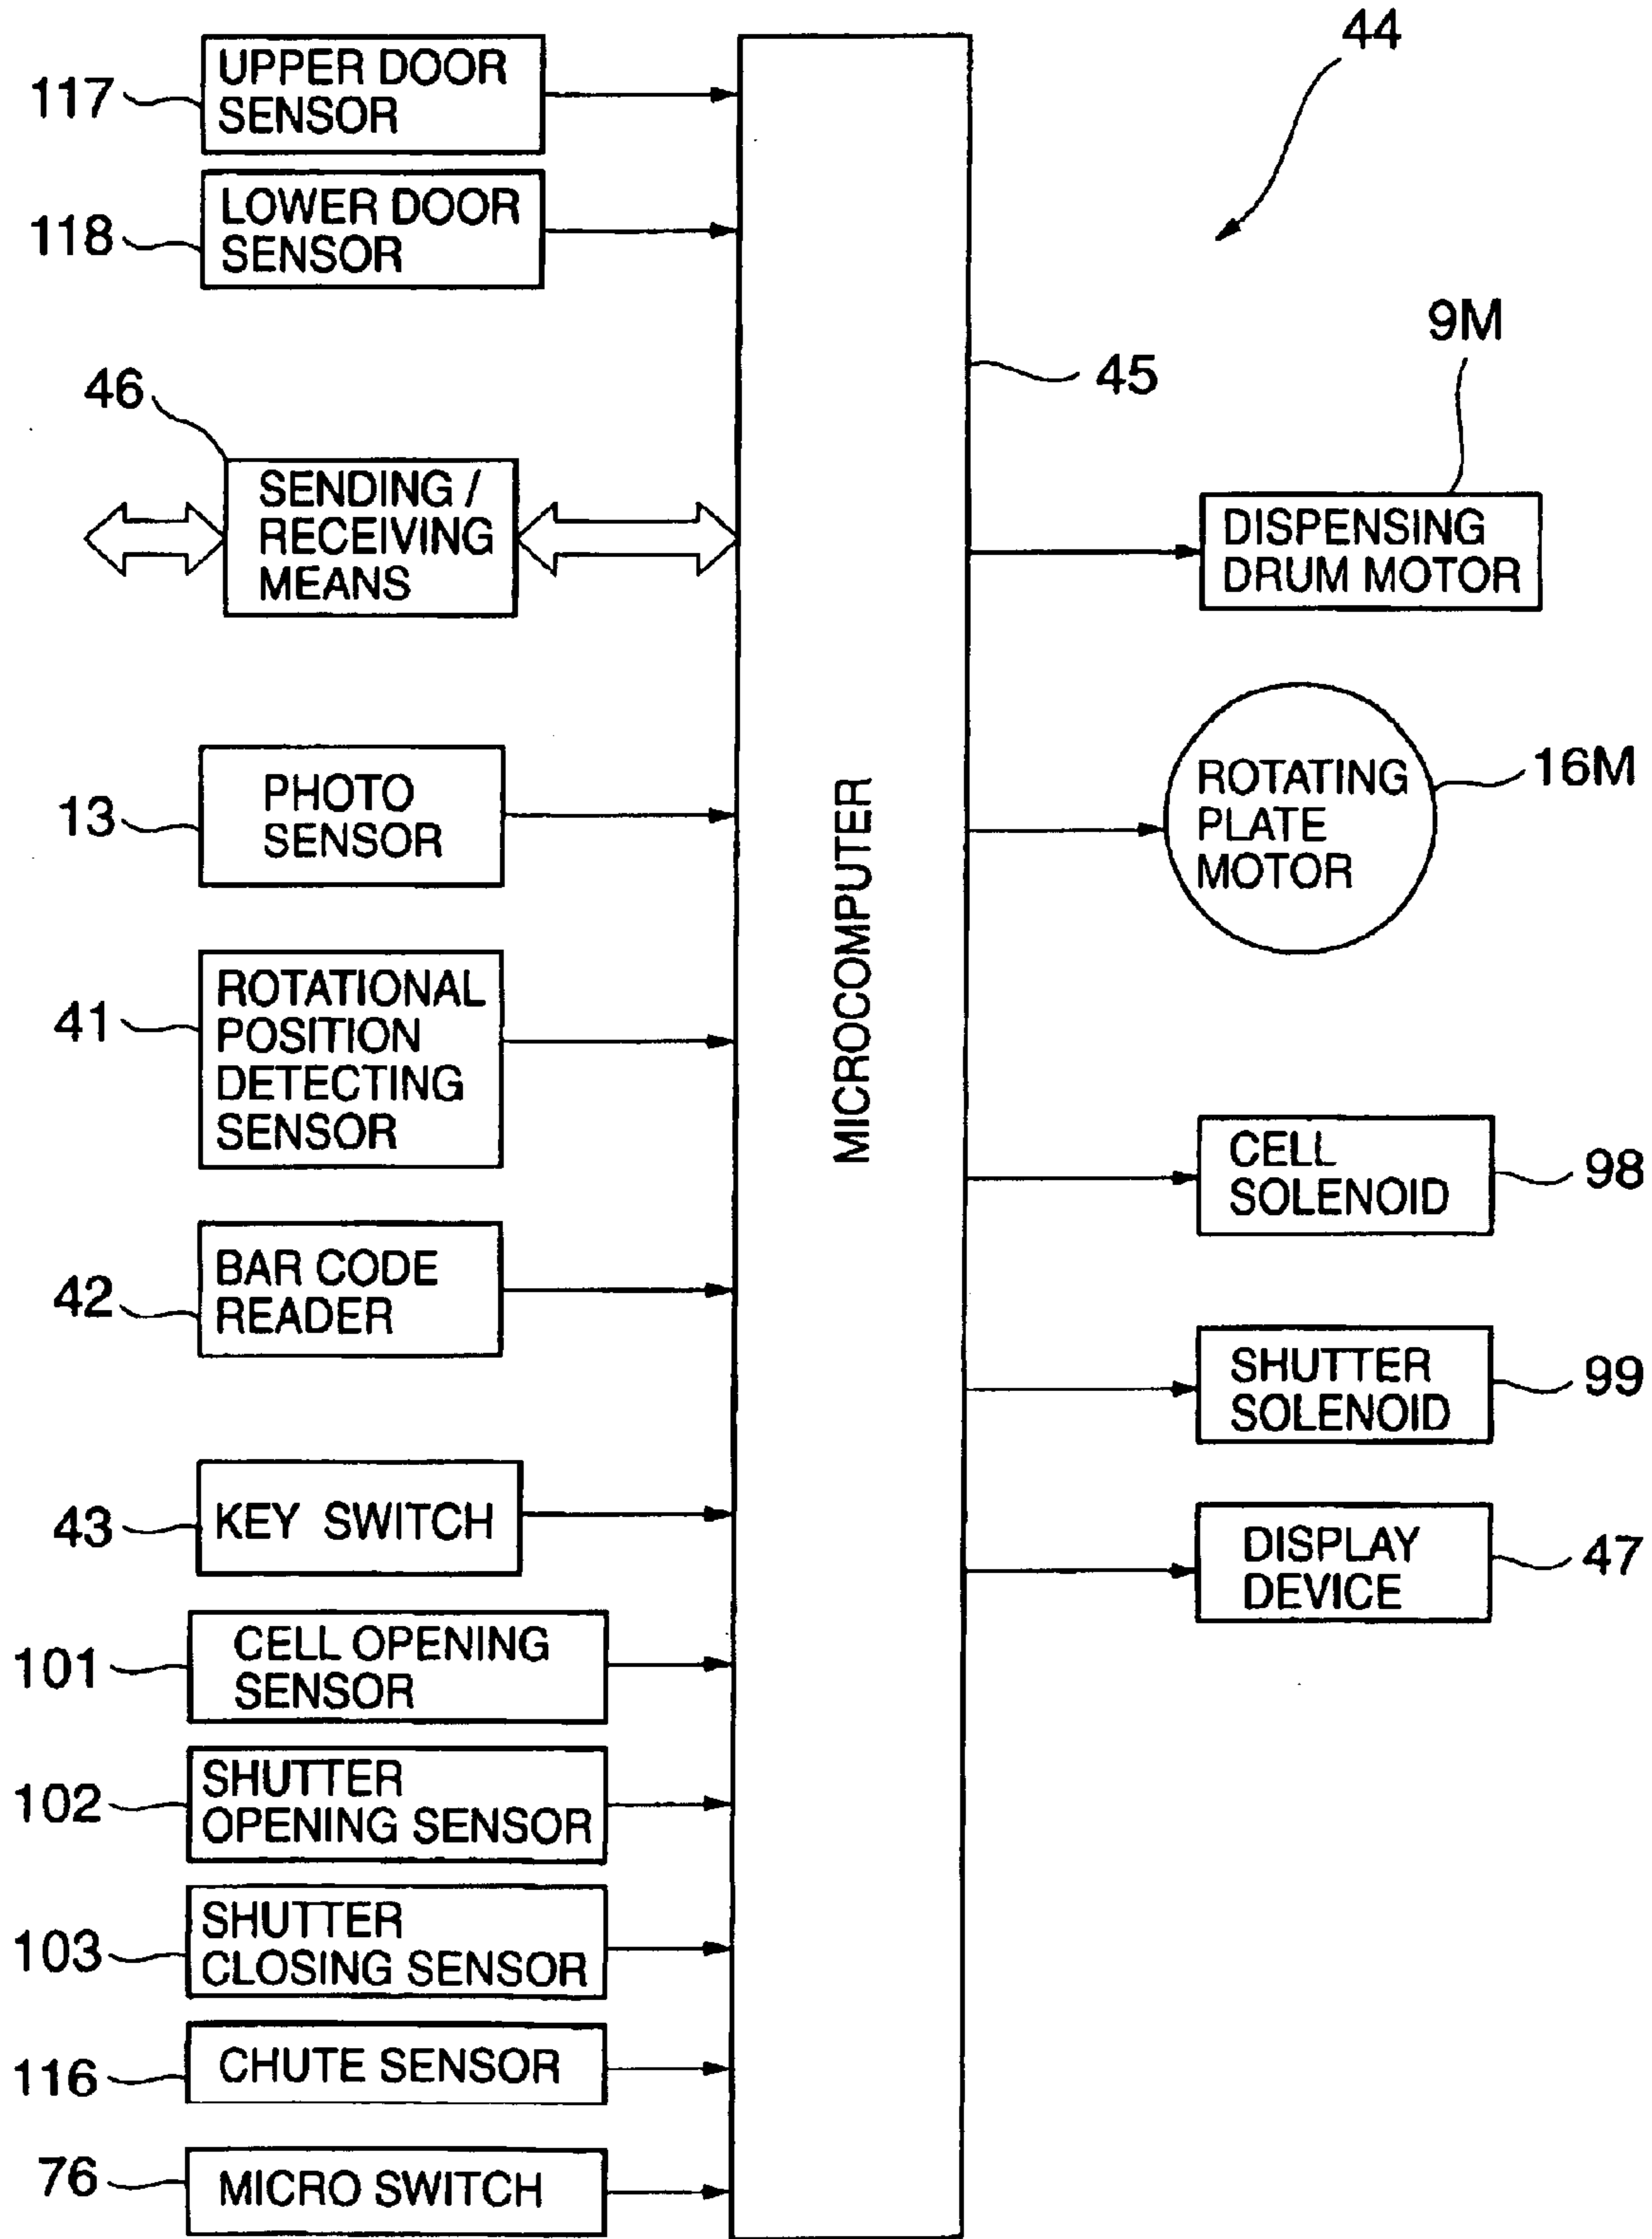 44
117
UPPER DOOR
SENSOR
118
LOWER DOOR
SENSOR
46
SENDING /
RECEIVING
MEANS
13
PHOTO
SENSOR
41
ROTATIONAL
POSITION
DETECTING
SENSOR
42
BAR CODE
READER
43
KEY SWITCH
101
CELL OPENING
SENSOR
102
SHUTTER
OPENING SENSOR
103
SHUTTER
CLOSING SENSOR
116
CHUTE SENSOR
76
MICRO SWITCH
MICROCOMPUTER
45
9M
DISPENSING
DRUM MOTOR
ROTATING
PLATE
MOTOR
16M
CELL
SOLENOID
98
SHUTTER
SOLENOID
99
DISPLAY
DEVICE
47